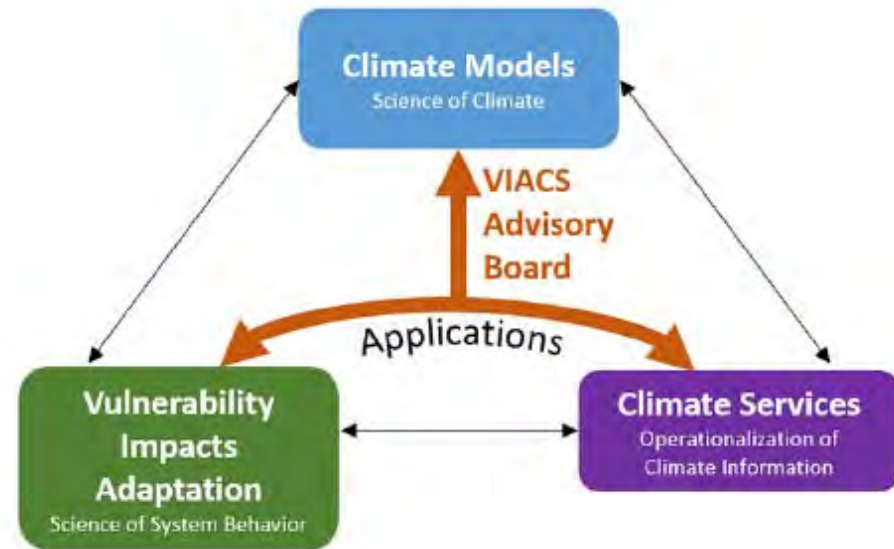 Climate Models
Science of Climate
VIACS
Advisory
Board
Applications
Vulnerability
Impacts
Adaptation
Science of System Behavior
Climate Services
Operationalization of
Climate Information